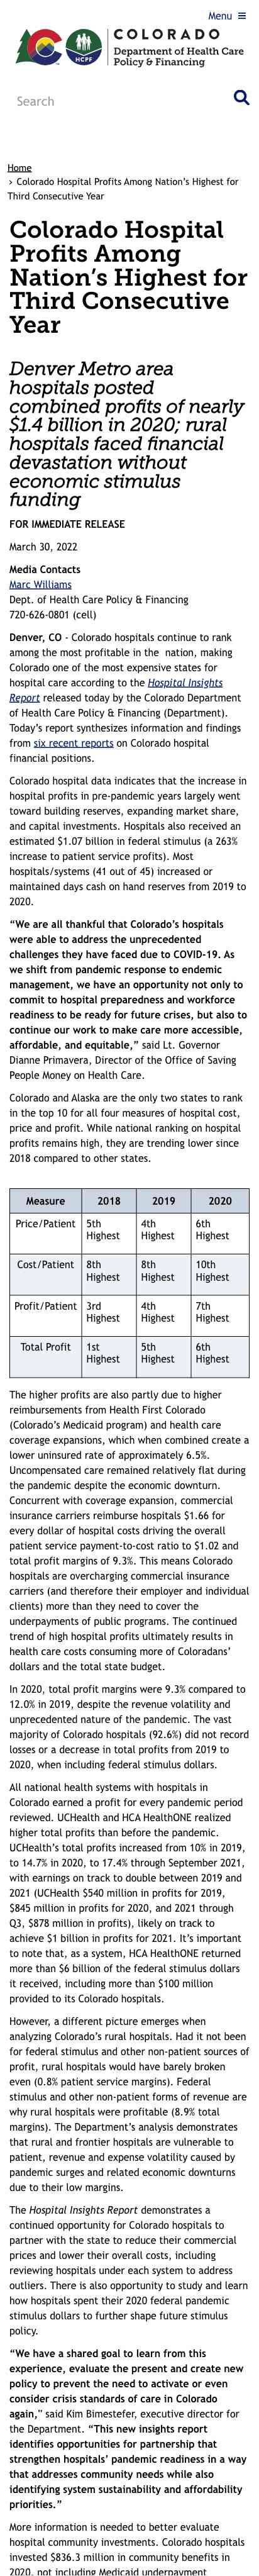 Menu ≡
COLORADO
Department of Health Care
Policy & Financing
HCPF
Search
Home
› Colorado Hospital Profits Among Nation's Highest for
Third Consecutive Year
Colorado Hospital
Profits Among
Nation's Highest for
Third Consecutive
Year
Denver Metro area
hospitals posted
combined profits of nearly
$1.4 billion in 2020; rural
hospitals faced financial
devastation without
economic stimulus
funding
FOR IMMEDIATE RELEASE
March 30, 2022
Media Contacts
Marc Williams
Dept. of Health Care Policy & Financing
720-626-0801 (cell)
Denver, CO - Colorado hospitals continue to rank
among the most profitable in the  nation, making
Colorado one of the most expensive states for
hospital care according to the Hospital Insights
Report released today by the Colorado Department
of Health Care Policy & Financing (Department).
Today's report synthesizes information and findings
from six recent reports on Colorado hospital
financial positions.
Colorado hospital data indicates that the increase in
hospital profits in pre-pandemic years largely went
toward building reserves, expanding market share,
and capital investments. Hospitals also received an
estimated $1.07 billion in federal stimulus (a 263%
increase to patient service profits). Most
hospitals/systems (41 out of 45) increased or
maintained days cash on hand reserves from 2019 to
2020.
“We are all thankful that Colorado’s hospitals
were able to address the unprecedented
challenges they have faced due to COVID-19. As
we shift from pandemic response to endemic
management, we have an opportunity not only to
commit to hospital preparedness and workforce
readiness to be ready for future crises, but also to
continue our work to make care more accessible,
affordable, and equitable,” said Lt. Governor
Dianne Primavera, Director of the Office of Saving
People Money on Health Care.
Colorado and Alaska are the only two states to rank
in the top 10 for all four measures of hospital cost,
price and profit. While national ranking on hospital
profits remains high, they are trending lower since
2018 compared to other states.
Measure 2018 2019 2020
Price/Patient 5th Highest 4th Highest 6th Highest
Cost/Patient 8th Highest 8th Highest 10th Highest
Profit/Patient 3rd Highest 4th Highest 7th Highest
Total Profit 1st Highest 5th Highest 6th Highest
The higher profits are also partly due to higher
reimbursements from Health First Colorado
(Colorado's Medicaid program) and health care
coverage expansions, which when combined create a
lower uninsured rate of approximately 6.5%.
Uncompensated care remained relatively flat during
the pandemic despite the economic downturn.
Concurrent with coverage expansion, commercial
insurance carriers reimburse hospitals $1.66 for
every dollar of hospital costs driving the overall
patient service payment-to-cost ratio to $1.02 and
total profit margins of 9.3%. This means Colorado
hospitals are overcharging commercial insurance
carriers (and therefore their employer and individual
clients) more than they need to cover the
underpayments of public programs. The continued
trend of high hospital profits ultimately results in
health care costs consuming more of Coloradans’
dollars and the total state budget.
In 2020, total profit margins were 9.3% compared to
12.0% in 2019, despite the revenue volatility and
unprecedented nature of the pandemic. The vast
majority of Colorado hospitals (92.6%) did not record
losses or a decrease in total profits from 2019 to
2020, when including federal stimulus dollars.
All national health systems with hospitals in
Colorado earned a profit for every pandemic period
reviewed. UCHealth and HCA HealthONE realized
higher total profits than before the pandemic.
UCHealth’s total profits increased from 10% in 2019,
to 14.7% in 2020, to 17.4% through September 2021,
with earnings on track to double between 2019 and
2021 (UCHealth $540 million in profits for 2019,
$845 million in profits for 2020, and 2021 through
Q3, $878 million in profits), likely on track to
achieve $1 billion in profits for 2021. It’s important
to note that, as a system, HCA HealthONE returned
more than $6 billion of the federal stimulus dollars
it received, including more than $100 million
provided to its Colorado hospitals.
However, a different picture emerges when
analyzing Colorado’s rural hospitals. Had it not been
for federal stimulus and other non-patient sources of
profit, rural hospitals would have barely broken
even (0.8% patient service margins). Federal
stimulus and other non-patient forms of revenue are
why rural hospitals were profitable (8.9% total
margins). The Department’s analysis demonstrates
that rural and frontier hospitals are vulnerable to
patient, revenue and expense volatility caused by
pandemic surges and related economic downturns
due to their low margins.
The Hospital Insights Report demonstrates a
continued opportunity for Colorado hospitals to
partner with the state to reduce their commercial
prices and lower their overall costs, including
reviewing hospitals under each system to address
outliers. There is also opportunity to study and learn
how hospitals spent their 2020 federal pandemic
stimulus dollars to further shape future stimulus
policy.
“We have a shared goal to learn from this
experience, evaluate the present and create new
policy to prevent the need to activate or even
consider crisis standards of care in Colorado
again,” said Kim Bimestefer, executive director for
the Department. “This new insights report
identifies opportunities for partnership that
strengthen hospitals’ pandemic readiness in a way
that addresses community needs while also
identifying system sustainability and affordability
priorities.”
More information is needed to better evaluate
hospital community investments. Colorado hospitals
invested $836.3 million in community benefits in
2020, not including Medicaid underpayment